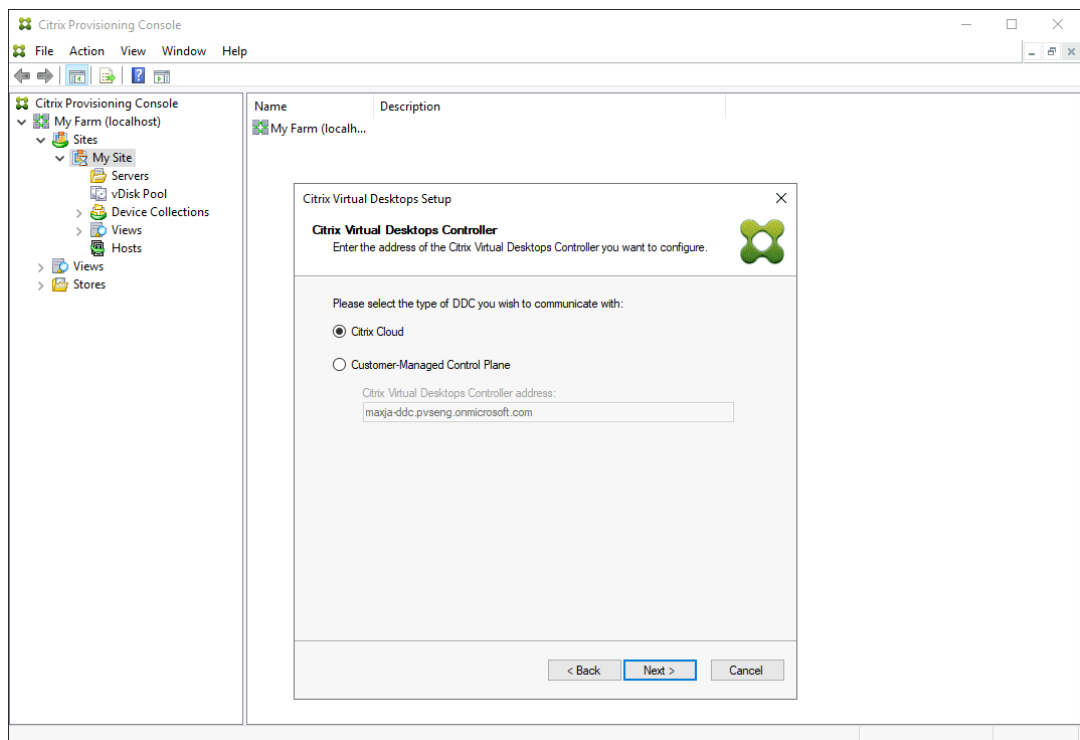 Citrix Provisioning Console
File Action View Window Help
Citrix Provisioning Console
My Farm (localhost)
Sites
My Site
Servers
vDisk Pool
Device Collections
Views
Hosts
Views
Stores
Name Description
My Farm (localh...
Citrix Virtual Desktops Setup
Citrix Virtual Desktops Controller
Enter the address of the Citrix Virtual Desktops Controller you want to configure.
Please select the type of DDC you wish to communicate with:
Citrix Cloud
Customer-Managed Control Plane
Citrix Virtual Desktops Controller address:
maxja-ddc.pvseng.onmicrosoft.com
< Back Next > Cancel